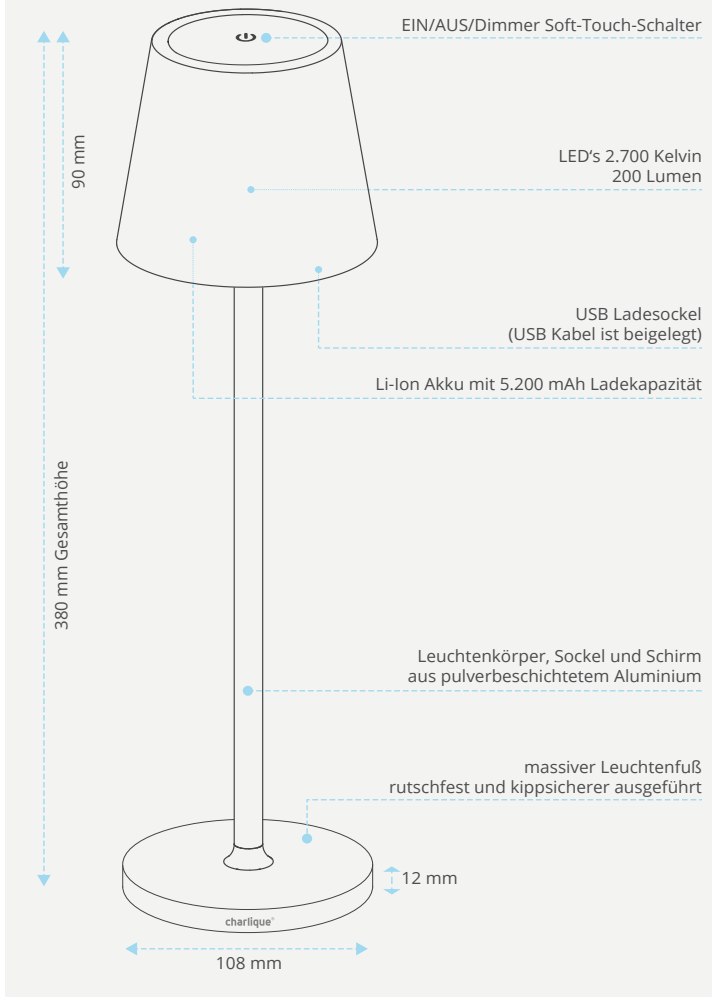 EIN/AUS/Dimmer Soft-Touch-Schalter
90 mm
LED‘s 2.700 Kelvin
200 Lumen
USB Ladesockel
(USB Kabel ist beigelegt)
Li-Ion Akku mit 5.200 mAh Ladekapazität
380 mm Gesamthöhe
Leuchtenkörper, Sockel und Schirm
aus pulverbeschichtetem Aluminium
massiver Leuchtenfuß
rutschfest und kippsicherer ausgeführt
12 mm
charlique®
108 mm